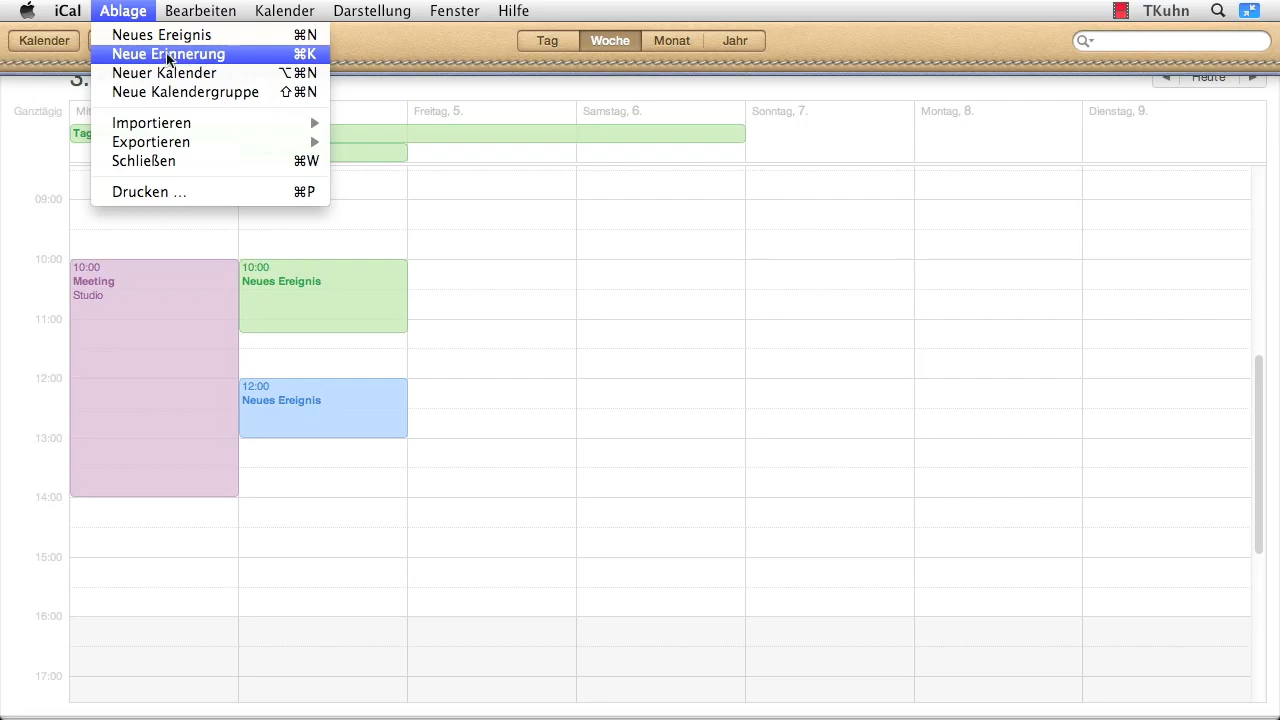 iCal Ablage Bearbeiten Kalender Darstellung Fenster Hilfe TKuhn
Kalender Tag Woche Monat Jahr
Neues Ereignis ⌘N
Neue Erinnerung ⌘K
Neuer Kalender ⌥⌘N
Neue Kalendergruppe ⇧⌘N
Importieren
Exportieren
Schließen ⌘W
Drucken … ⌘P
3.
Heute
Ganztägig Mit Freitag, 5. Samstag, 6. Sonntag, 7. Montag, 8. Dienstag, 9.
Tag
09:00
10:00
11:00
12:00
13:00
14:00
15:00
16:00
17:00
10:00
Meeting
Studio
10:00
Neues Ereignis
12:00
Neues Ereignis